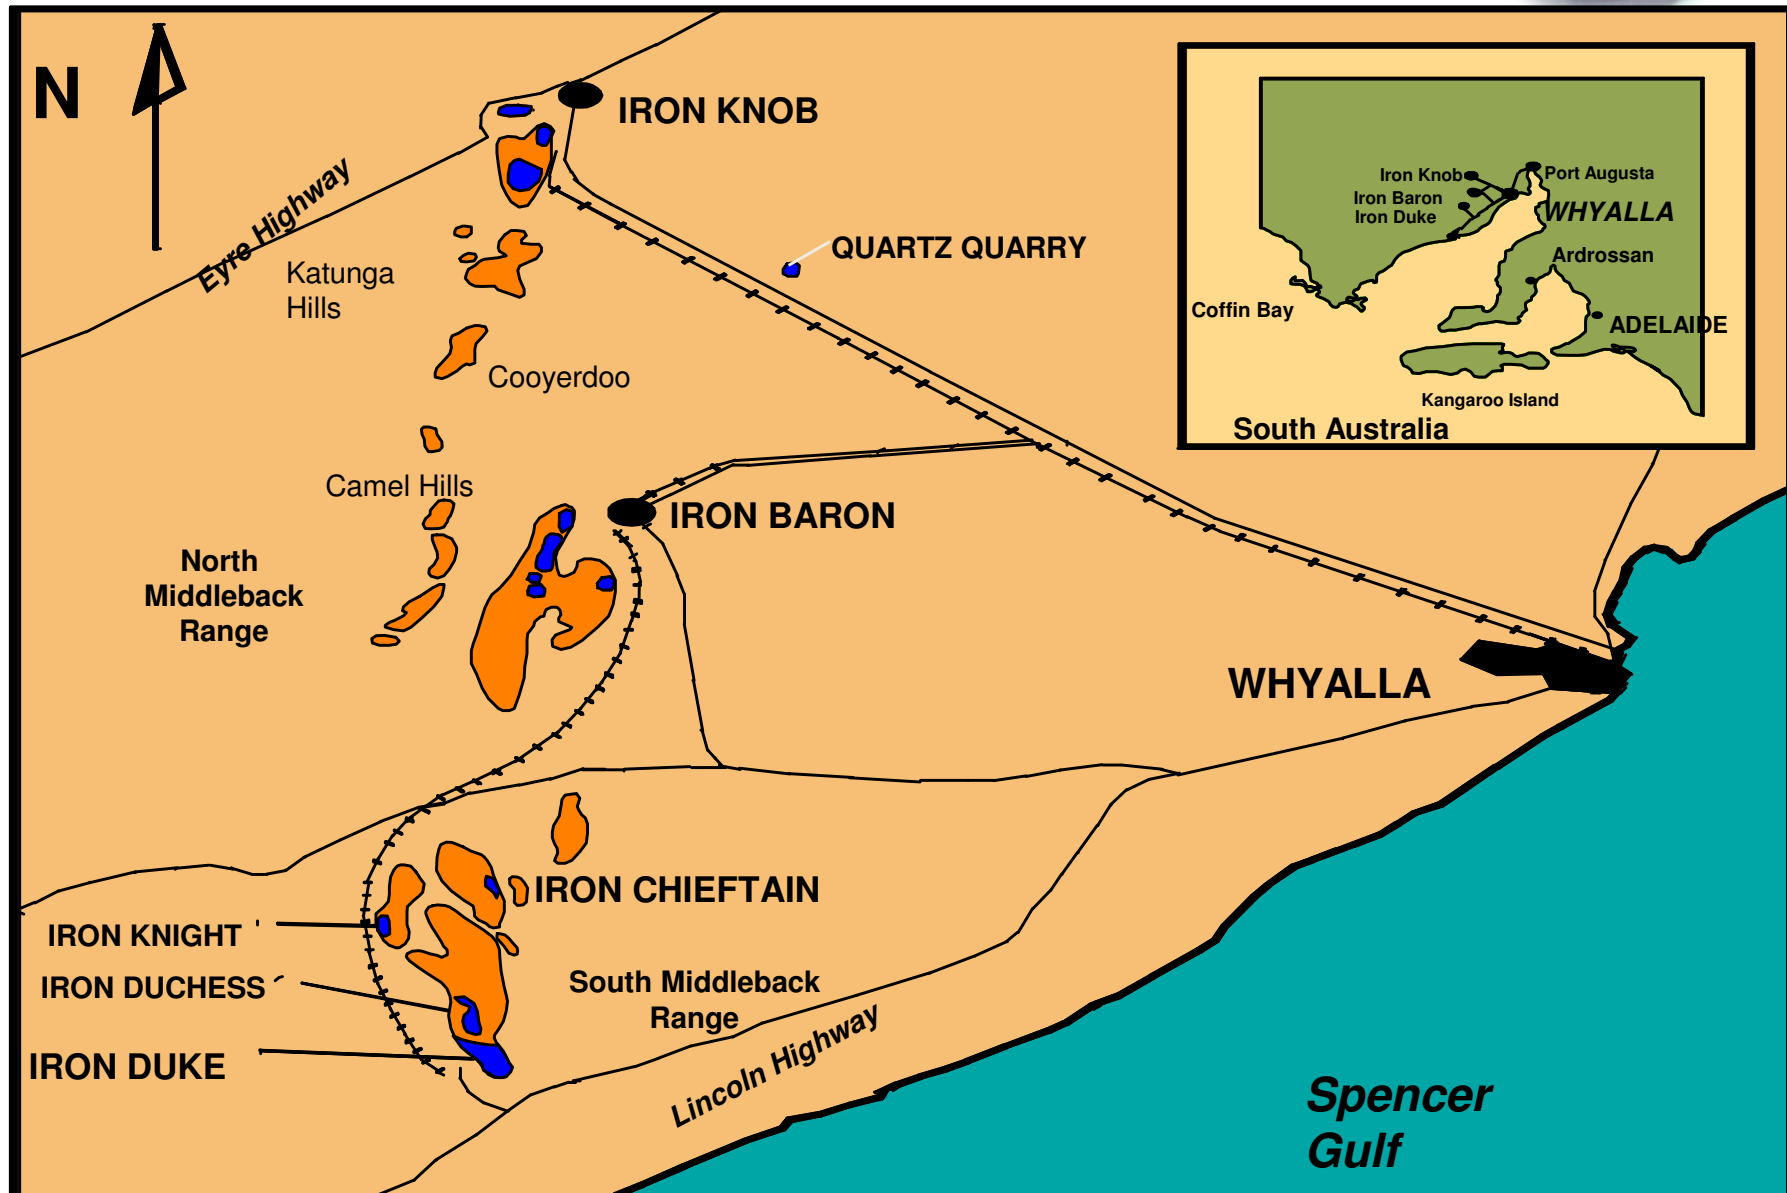 N
IRON KNOB
Eyre Highway
Katunga
Hills
QUARTZ QUARRY
Cooyerdoo
Camel Hills
IRON BARON
North
Middleback
Range
WHYALLA
IRON CHIEFTAIN
IRON KNIGHT
IRON DUCHESS
South Middleback
Range
IRON DUKE
Lincoln Highway
Spencer
Gulf
Iron Knob
Port Augusta
Iron Baron
WHYALLA
Iron Duke
Ardrossan
Coffin Bay
ADELAIDE
Kangaroo Island
South Australia